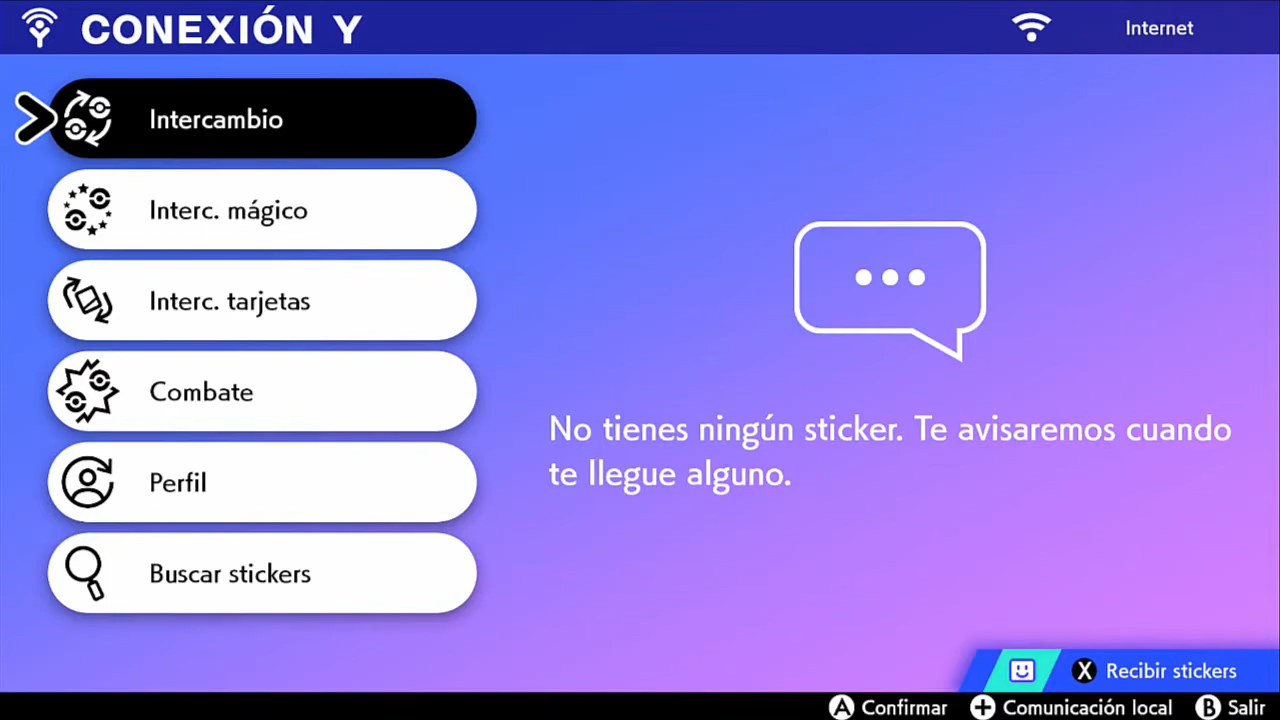 CONEXIÓN Y
Internet
Intercambio
Interc. mágico
Interc. tarjetas
Combate
Perfil
Buscar stickers
No tienes ningún sticker. Te avisaremos cuando
te llegue alguno.
X Recibir stickers
A Confirmar + Comunicación local B Salir